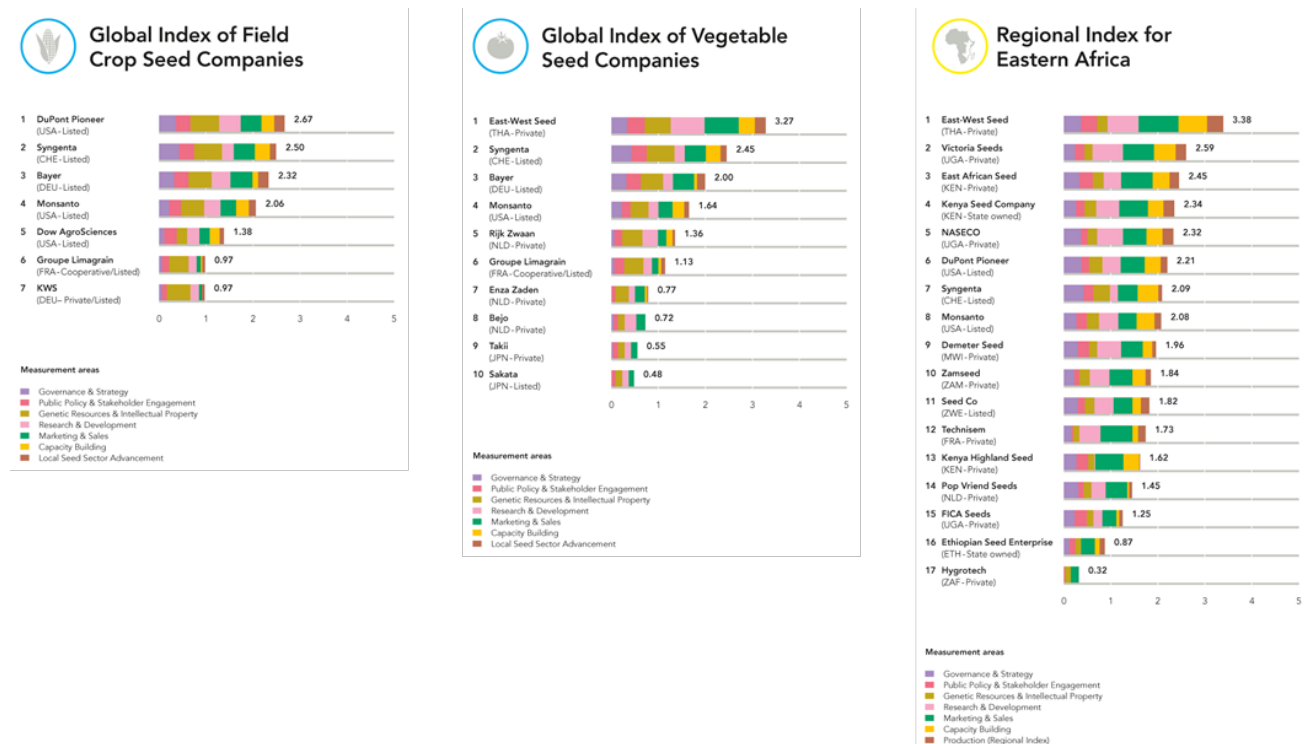 Global Index of Field
Crop Seed Companies
1 DuPont Pioneer 2.67
(USA-Listed)
2 Syngenta 2.50
(CHE-Listed)
3 Bayer 2.32
(DEU-Listed)
4 Monsanto 2.06
(USA-Listed)
5 Dow AgroSciences 1.38
(USA-Listed)
6 Groupe Limagrain 0.97
(FRA-Cooperative/Listed)
7 KWS 0.97
(DEU– Private/Listed)
0 1 2 3 4 5
Measurement areas
Governance & Strategy
Public Policy & Stakeholder Engagement
Genetic Resources & Intellectual Property
Research & Development
Marketing & Sales
Capacity Building
Local Seed Sector Advancement
Global Index of Vegetable
Seed Companies
1 East-West Seed 3.27
(THA-Private)
2 Syngenta 2.45
(CHE-Listed)
3 Bayer 2.00
(DEU-Listed)
4 Monsanto 1.64
(USA-Listed)
5 Rijk Zwaan 1.36
(NLD-Private)
6 Groupe Limagrain 1.13
(FRA-Cooperative/Listed)
7 Enza Zaden 0.77
(NLD-Private)
8 Bejo 0.72
(NLD-Private)
9 Takii 0.55
(JPN-Private)
10 Sakata 0.48
(JPN-Listed)
0 1 2 3 4 5
Measurement areas
Governance & Strategy
Public Policy & Stakeholder Engagement
Genetic Resources & Intellectual Property
Research & Development
Marketing & Sales
Capacity Building
Local Seed Sector Advancement
Regional Index for
Eastern Africa
1 East-West Seed 3.38
(THA-Private)
2 Victoria Seeds 2.59
(UGA-Private)
3 East African Seed 2.45
(KEN-Private)
4 Kenya Seed Company 2.34
(KEN-State owned)
5 NASECO 2.32
(UGA-Private)
6 DuPont Pioneer 2.21
(USA-Listed)
7 Syngenta 2.09
(CHE-Listed)
8 Monsanto 2.08
(USA-Listed)
9 Demeter Seed 1.96
(MWI-Private)
10 Zamseed 1.84
(ZAM-Private)
11 Seed Co 1.82
(ZWE-Listed)
12 Technisem 1.73
(FRA-Private)
13 Kenya Highland Seed 1.62
(KEN-Private)
14 Pop Vriend Seeds 1.45
(NLD-Private)
15 FICA Seeds 1.25
(UGA-Private)
16 Ethiopian Seed Enterprise 0.87
(ETH-State owned)
17 Hygrotech 0.32
(ZAF-Private)
0 1 2 3 4 5
Measurement areas
Governance & Strategy
Public Policy & Stakeholder Engagement
Genetic Resources & Intellectual Property
Research & Development
Marketing & Sales
Capacity Building
Production (Regional Index)